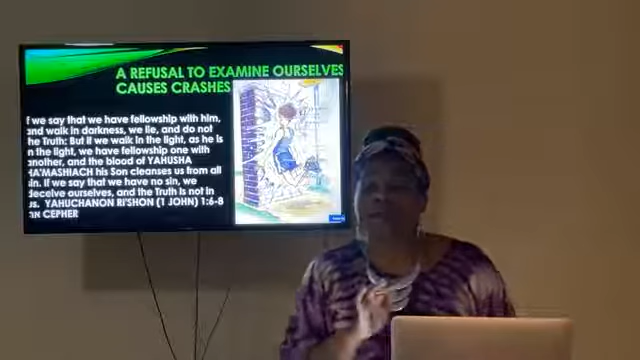 A REFUSAL TO EXAMINE OURSELVES
CAUSES CRASHES
f we say that we have fellowship with him,
and walk in darkness, we lie, and do not
he Truth: But if we walk in the light, as he is
n the light, we have fellowship one with
another, and the blood of YAHUSHA
HA'MASHIACH his Son cleanses us from all
in. If we say that we have no sin, we
deceive ourselves, and the Truth is not in
us. YAHUCHANON RI'SHON (1 JOHN) 1:6-8
CEPHER